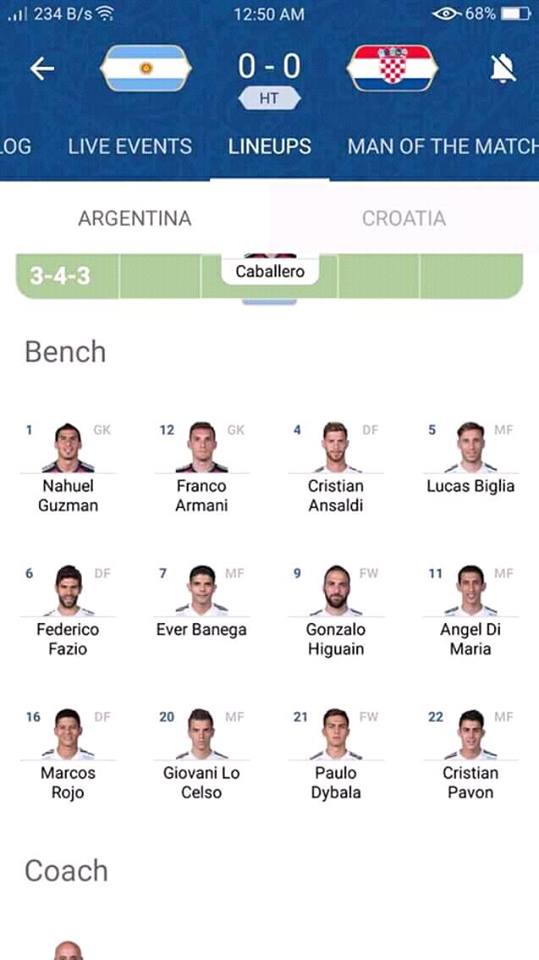 234 B/s 12:50 AM 68%
0 - 0
HT
LOG LIVE EVENTS LINEUPS MAN OF THE MATCH
ARGENTINA CROATIA
3-4-3 Caballero
Bench
1 GK 12 GK 4 DF 5 MF
Nahuel Guzman Franco Armani Cristian Ansaldi Lucas Biglia
6 DF 7 MF 9 FW 11 MF
Federico Fazio Ever Banega Gonzalo Higuain Angel Di Maria
16 DF 20 MF 21 FW 22 MF
Marcos Rojo Giovani Lo Celso Paulo Dybala Cristian Pavon
Coach